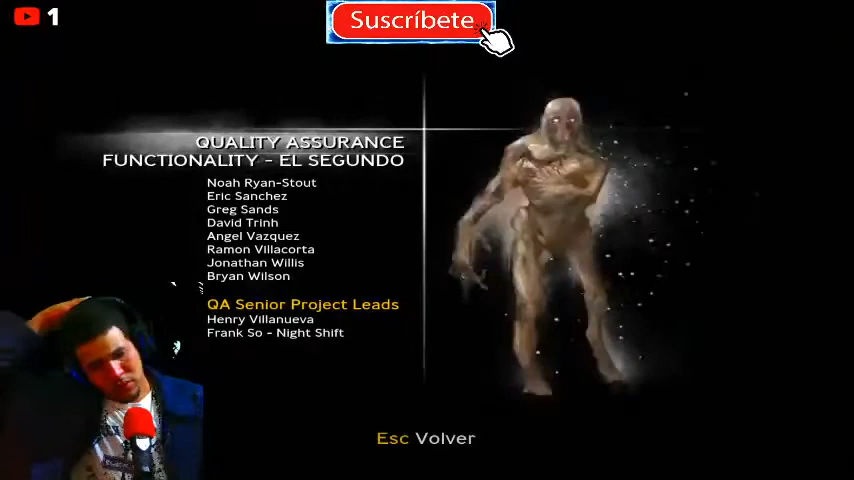 1
Suscríbete
QUALITY ASSURANCE
FUNCTIONALITY - EL SEGUNDO
Noah Ryan-Stout
Eric Sanchez
Greg Sands
David Trinh
Angel Vazquez
Ramon Villacorta
Jonathan Willis
Bryan Wilson
QA Senior Project Leads
Henry Villanueva
Frank So - Night Shift
Esc Volver